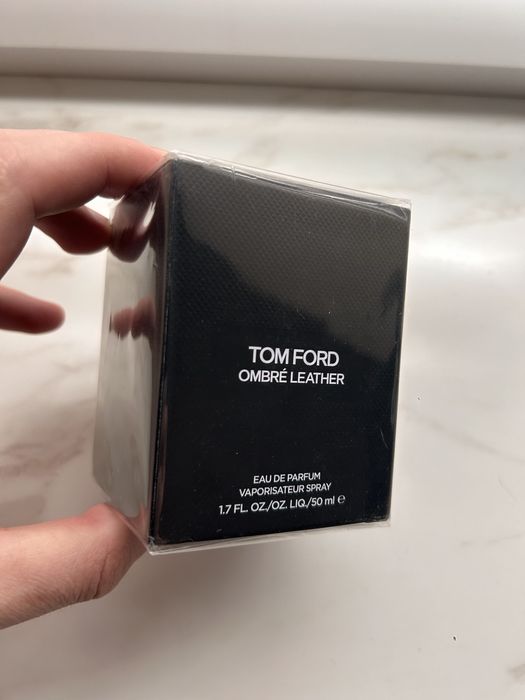 TOM FORD
OMBRÉ LEATHER
EAU DE PARFUM
VAPORISATEUR SPRAY
1.7 FL. OZ./OZ. LIQ./50 ml ℮